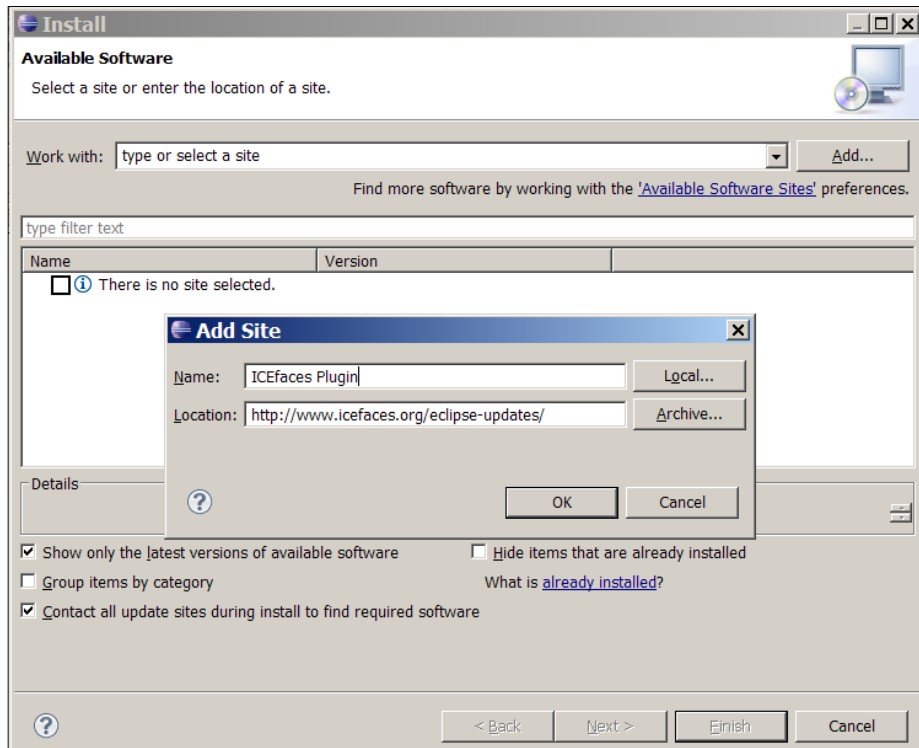 Install
Available Software
Select a site or enter the location of a site.
Work with: type or select a site Add...
Find more software by working with the 'Available Software Sites' preferences.
type filter text
Name Version
There is no site selected.
Add Site
Name: ICEfaces Plugin Local...
Location: http://www.icefaces.org/eclipse-updates/ Archive...
Details
OK Cancel
Show only the latest versions of available software Hide items that are already installed
Group items by category What is already installed?
Contact all update sites during install to find required software
< Back Next > Finish Cancel